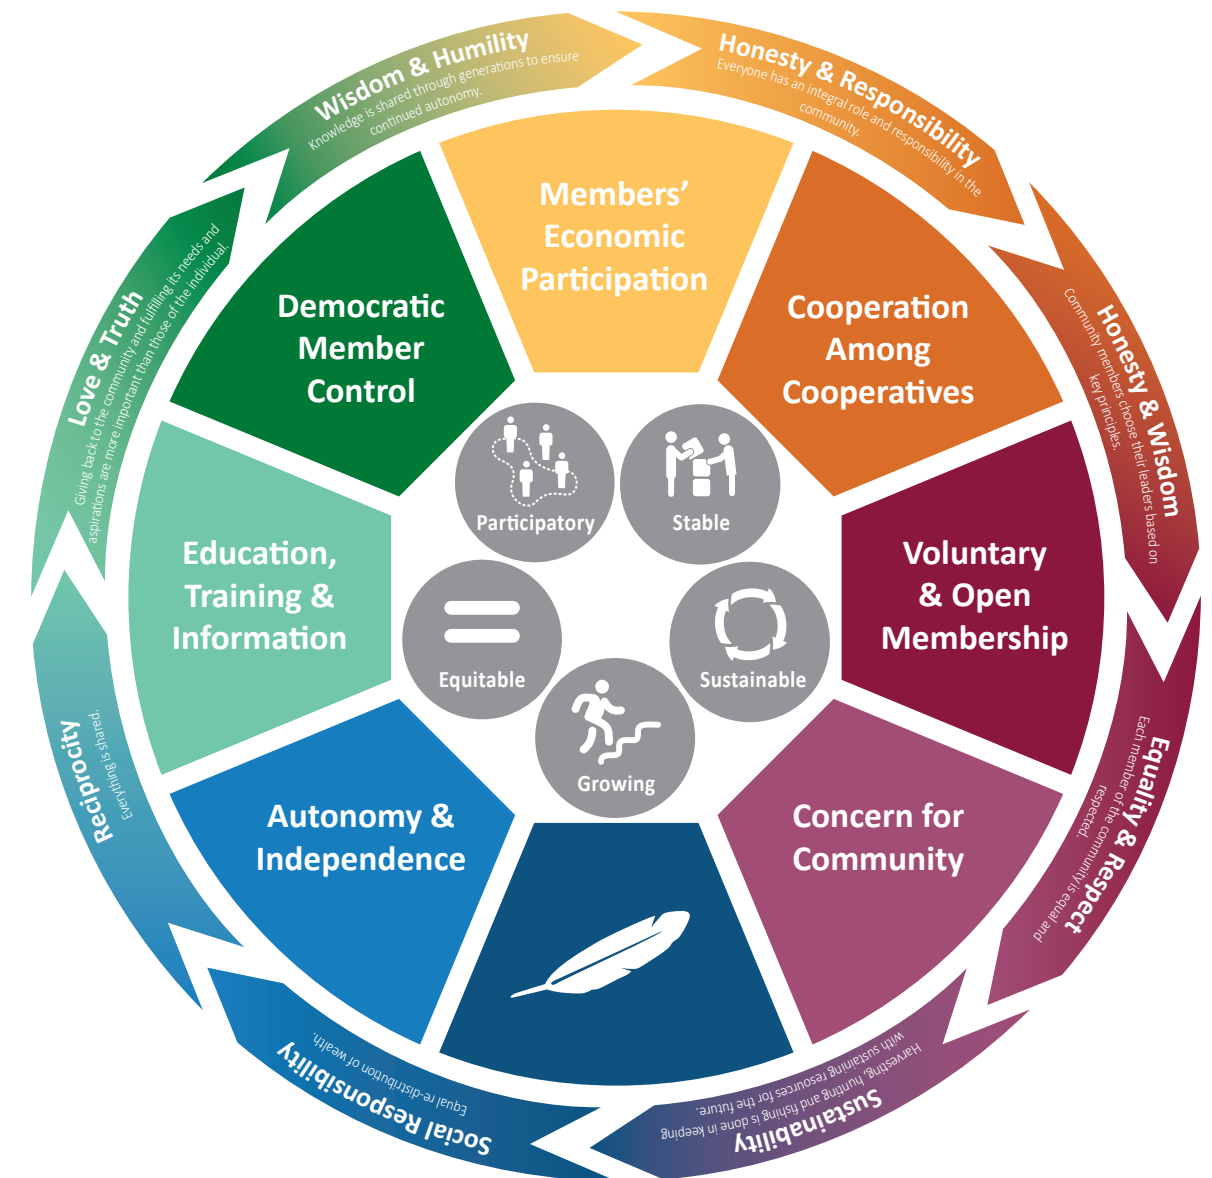 Wisdom & Humility
Knowledge is shared through generations to ensure
continued autonomy.
Honesty & Responsibility
Everyone has an integral role and responsibility in the
community.
Honesty & Wisdom
Community members choose their leaders based on
key principles.
Equality & Respect
Each member of the community is equal and
respected.
Sustainability
Harvesting, hunting, and fishing is done in keeping
with sustaining resources for the future.
Social Responsibility
Equal re-distribution of wealth.
Reciprocity
Everything is shared.
Love & Truth
Giving back to the community and fulfilling its needs and
aspirations are more important than those of the individual.
Members’
Economic
Participation
Cooperation
Among
Cooperatives
Voluntary
& Open
Membership
Concern for
Community
Autonomy &
Independence
Education,
Training &
Information
Democratic
Member
Control
Participatory
Stable
Sustainable
Growing
Equitable